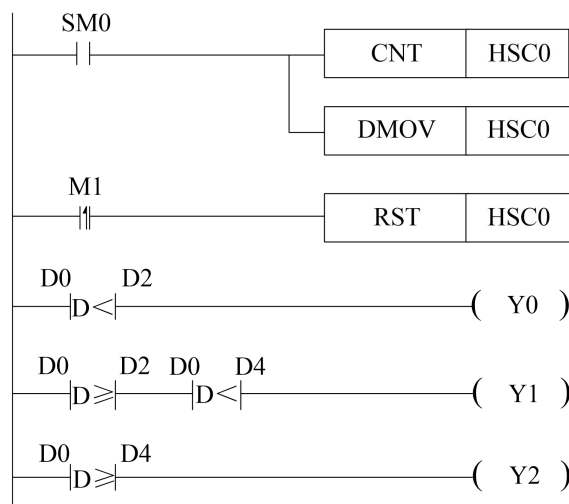 SM0
CNT HSC0
DMOV HSC0
M1
RST HSC0
D0 D2
D< ( Y0 )
D0 D2 D0 D4
D≥ D< ( Y1 )
D0 D4
D≥ ( Y2 )